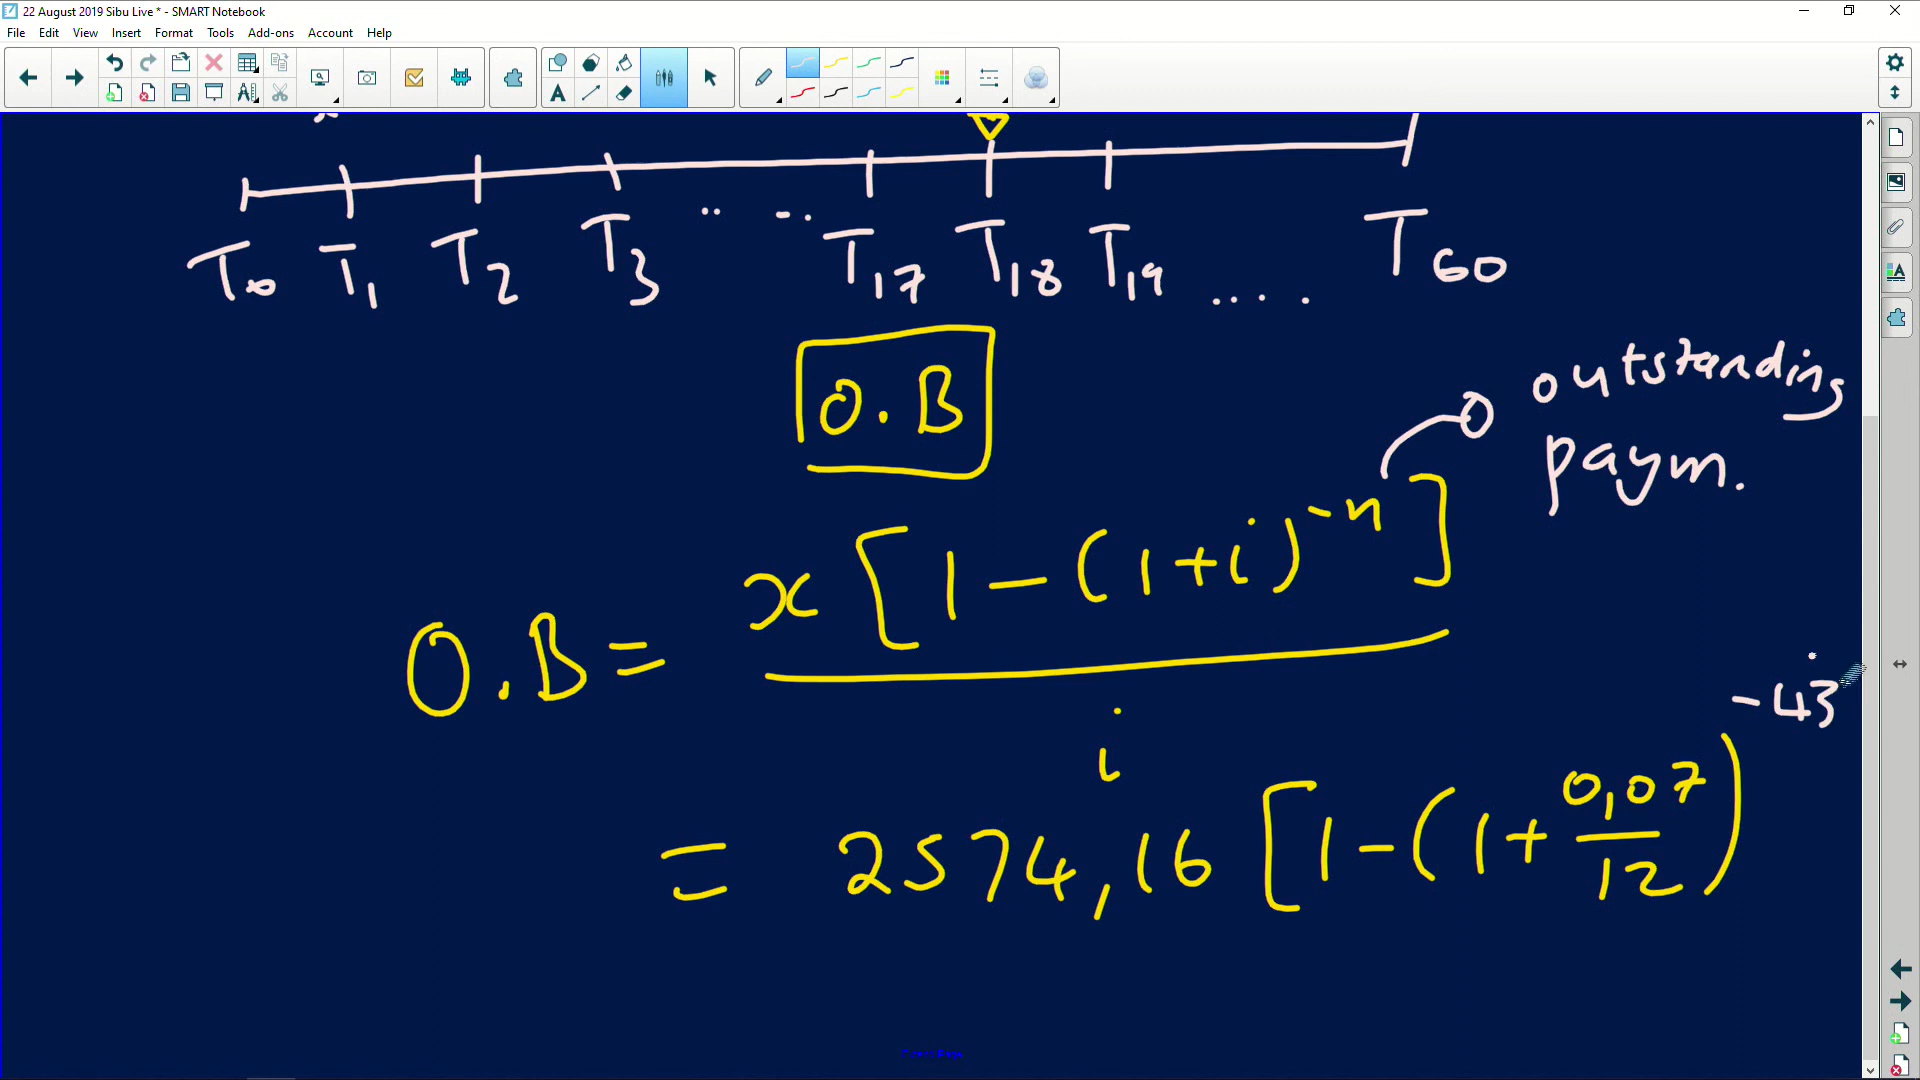 22 August 2019 Sibu Live * - SMART Notebook
File Edit View Insert Format Tools Add-ons Account Help
T0 T1 T2 T3 .. -. T17 T18 T19 .... T60
O.B
outstanding
paym.
O.B = x[1-(1+i)^-n]
i
-43
= 2574,16 [1-(1+0,07/12)